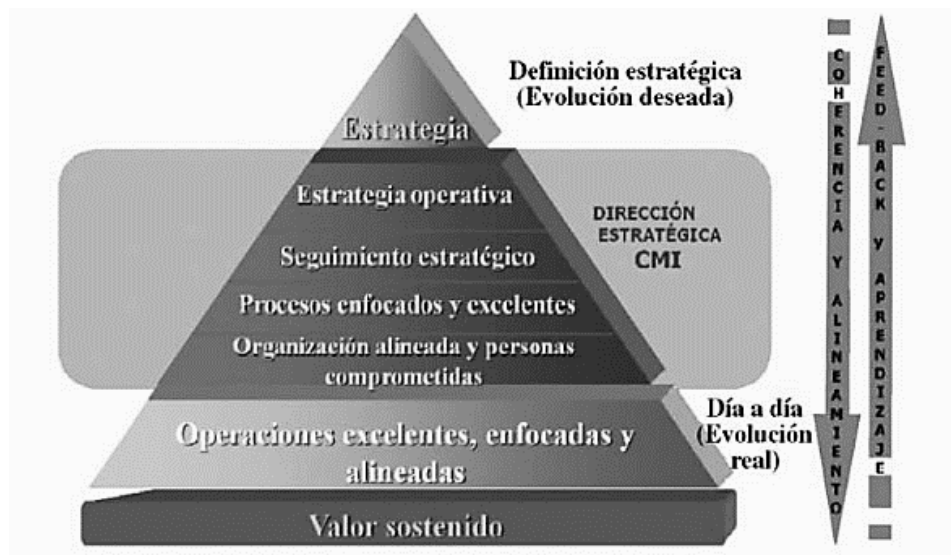 Definición estratégica
(Evolución deseada)
Estrategia
Estrategia operativa
DIRECCIÓN
ESTRATÉGICA
CMI
Seguimiento estratégico
Procesos enfocados y excelentes
Organización alineada y personas
comprometidas
Día a día
(Evolución
real)
Operaciones excelentes, enfocadas y
alineadas
Valor sostenido
COHERENCIA Y ALINEAMIENTO
FEED-BACK y APRENDIZAJE